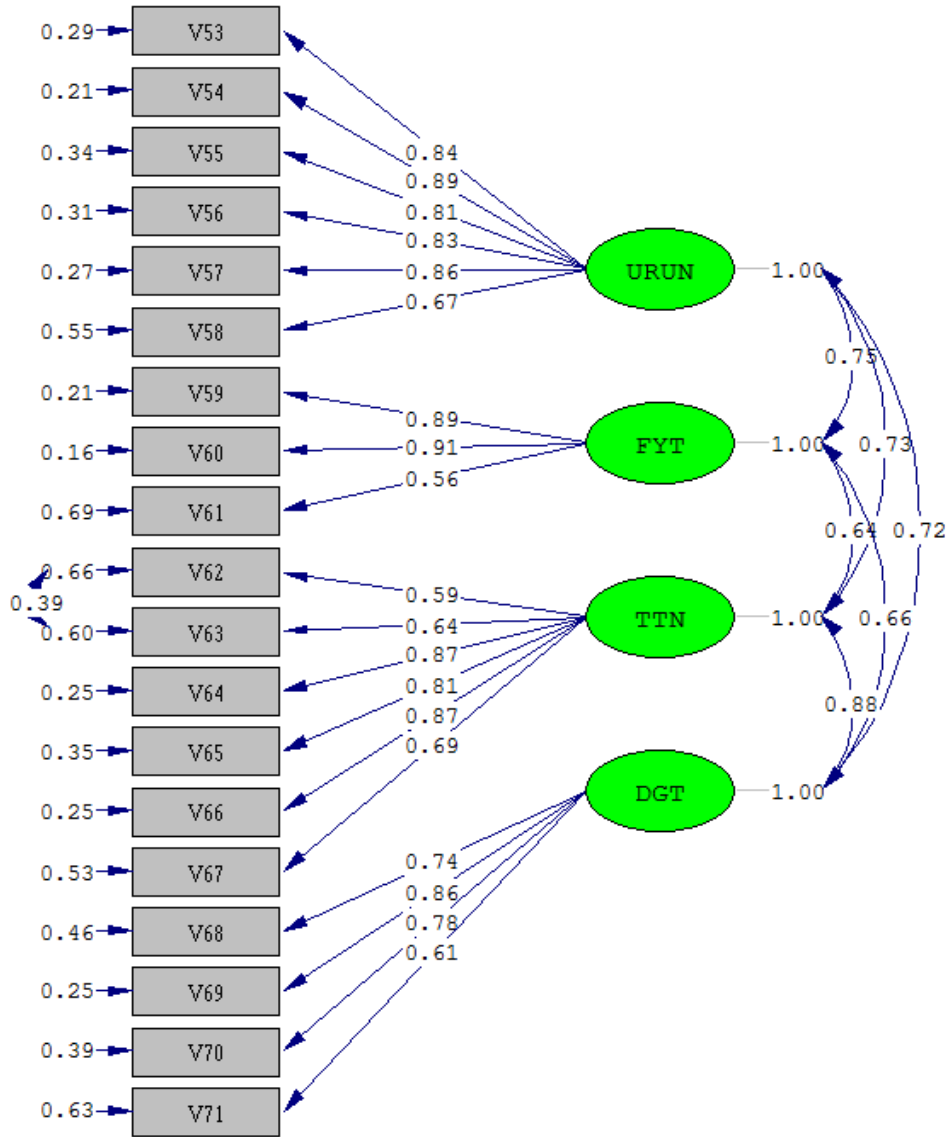 0.29 V53
0.21 V54
0.34 V55
0.84
0.89
0.31 V56
0.81
0.83
0.27 V57 0.86 URUN 1.00
0.67
0.55 V58
0.75
0.21 V59
0.89
0.16 V60 0.91 FYT 1.00 0.73
0.56
0.69 V61
0.64 0.72
0.66 V62
0.59
0.39
0.60 V63 0.64 TTN 1.00 0.66
0.87
0.25 V64 0.81
0.87 0.88
0.35 V65 0.69
DGT 1.00
0.25 V66
0.53 V67 0.74
0.86
0.46 V68 0.78
0.61
0.25 V69
0.39 V70
0.63 V71